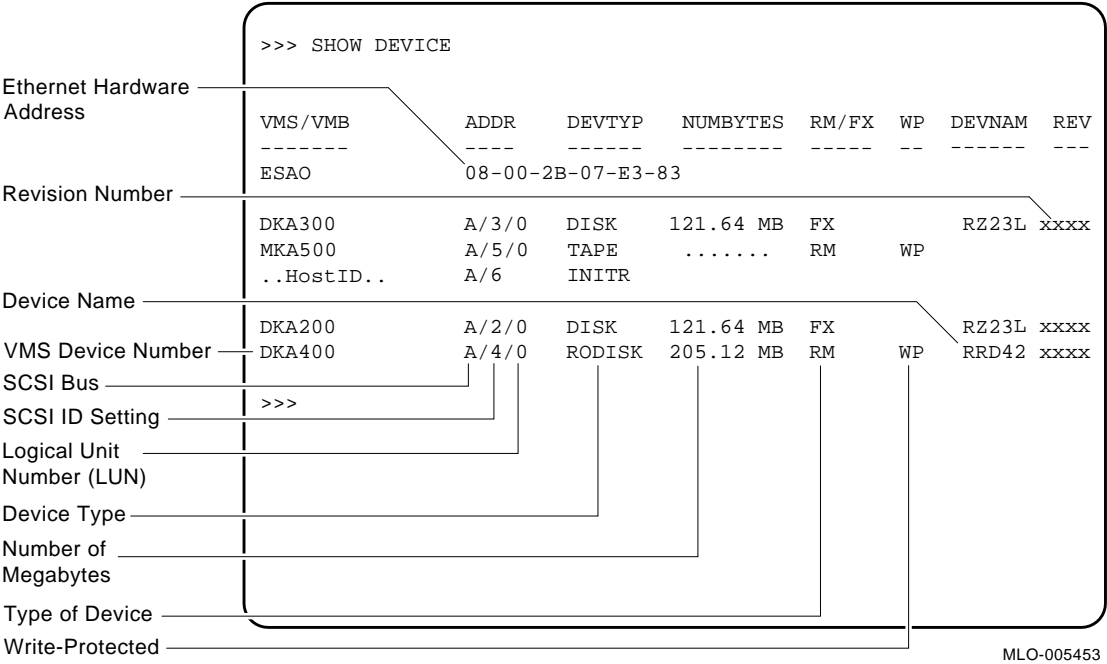 >>> SHOW DEVICE
Ethernet Hardware
Address
VMS/VMB ADDR DEVTYP NUMBYTES RM/FX WP DEVNAM REV
------- ---- ------ -------- ----- -- ------ ---
ESAO 08-00-2B-07-E3-83
Revision Number
DKA300 A/3/0 DISK 121.64 MB FX RZ23L xxxx
MKA500 A/5/0 TAPE ....... RM WP
..HostID.. A/6 INITR
Device Name
DKA200 A/2/0 DISK 121.64 MB FX RZ23L xxxx
VMS Device Number DKA400 A/4/0 RODISK 205.12 MB RM WP RRD42 xxxx
SCSI Bus
>>>
SCSI ID Setting
Logical Unit
Number (LUN)
Device Type
Number of
Megabytes
Type of Device
Write-Protected
MLO-005453